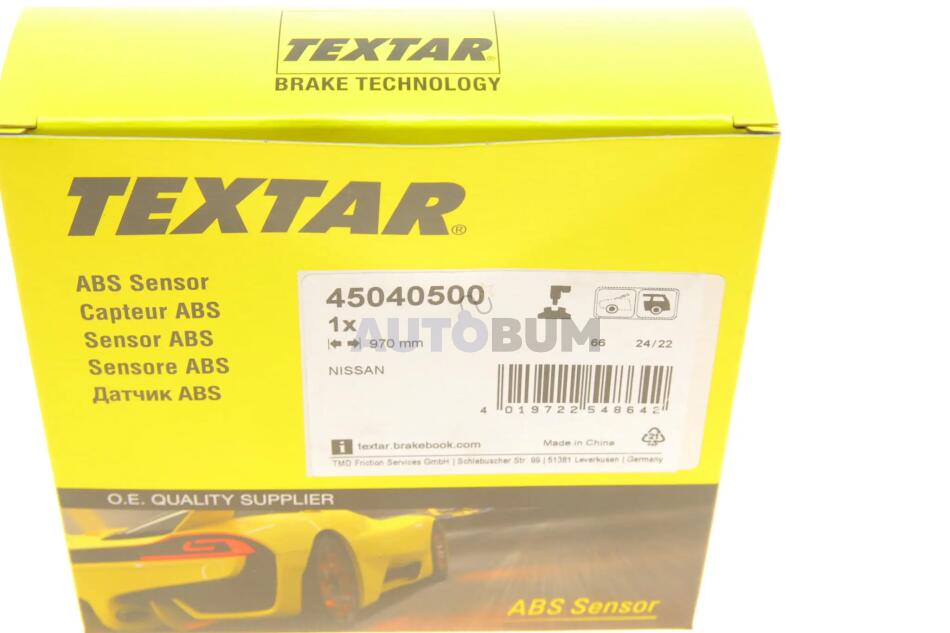 TEXTAR®
BRAKE TECHNOLOGY
TEXTAR®
ABS Sensor
Capteur ABS
Sensor ABS
Sensore ABS
Датчик ABS
45040500
1x
970 mm
66 24/22
AUTOBUM
NISSAN
4 019722 548642
i textar.brakebook.com
Made in China
21
TMD Friction Services GmbH | Schlebuscher Str. 99 | 51381 Leverkusen | Germany
O.E. QUALITY SUPPLIER
ABS Sensor